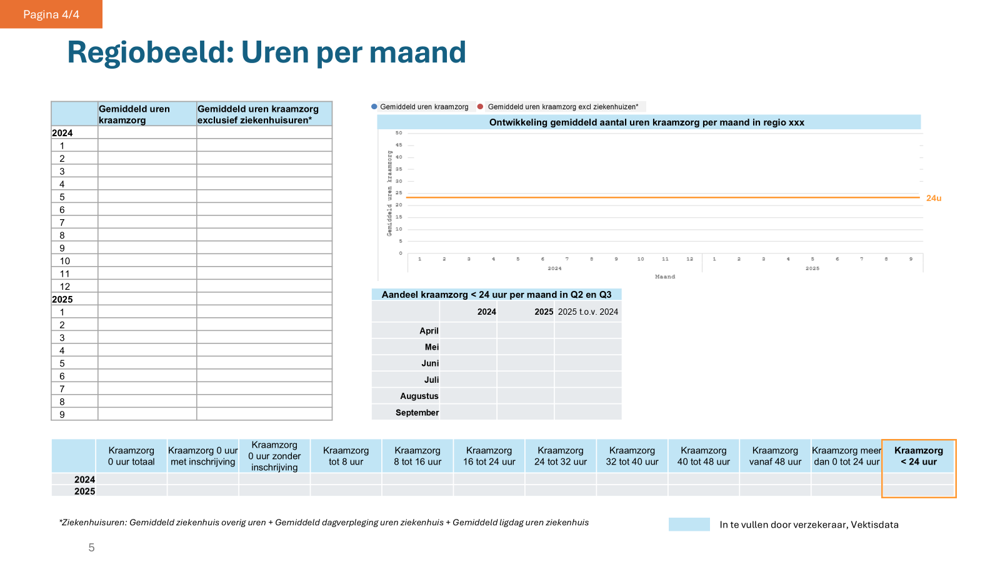 Pagina 4/4
Regiobeeld: Uren per maand
Gemiddeld uren kraamzorg
Gemiddeld uren kraamzorg exclusief ziekenhuisuren*
2024
1
2
3
4
5
6
7
8
9
10
11
12
2025
1
2
3
4
5
6
7
8
9
Gemiddeld uren kraamzorg
Gemiddeld uren kraamzorg excl ziekenhuizen*
Ontwikkeling gemiddeld aantal uren kraamzorg per maand in regio xxx
Gemiddeld uren kraamzorg
50
45
40
35
30
25
20
15
10
5
0
24u
1 2 3 4 5 6 7 8 9 10 11 12 1 2 3 4 5 6 7 8 9
2024 2025
Maand
Aandeel kraamzorg < 24 uur per maand in Q2 en Q3
2024 2025 2025 t.o.v. 2024
April
Mei
Juni
Juli
Augustus
September
Kraamzorg 0 uur totaal
Kraamzorg 0 uur met inschrijving
Kraamzorg 0 uur zonder inschrijving
Kraamzorg tot 8 uur
Kraamzorg 8 tot 16 uur
Kraamzorg 16 tot 24 uur
Kraamzorg 24 tot 32 uur
Kraamzorg 32 tot 40 uur
Kraamzorg 40 tot 48 uur
Kraamzorg vanaf 48 uur
Kraamzorg meer dan 0 tot 24 uur
Kraamzorg < 24 uur
2024
2025
*Ziekenhuisuren: Gemiddeld ziekenhuis overig uren + Gemiddeld dagverpleging uren ziekenhuis + Gemiddeld ligdag uren ziekenhuis
In te vullen door verzekeraar, Vektisdata
5